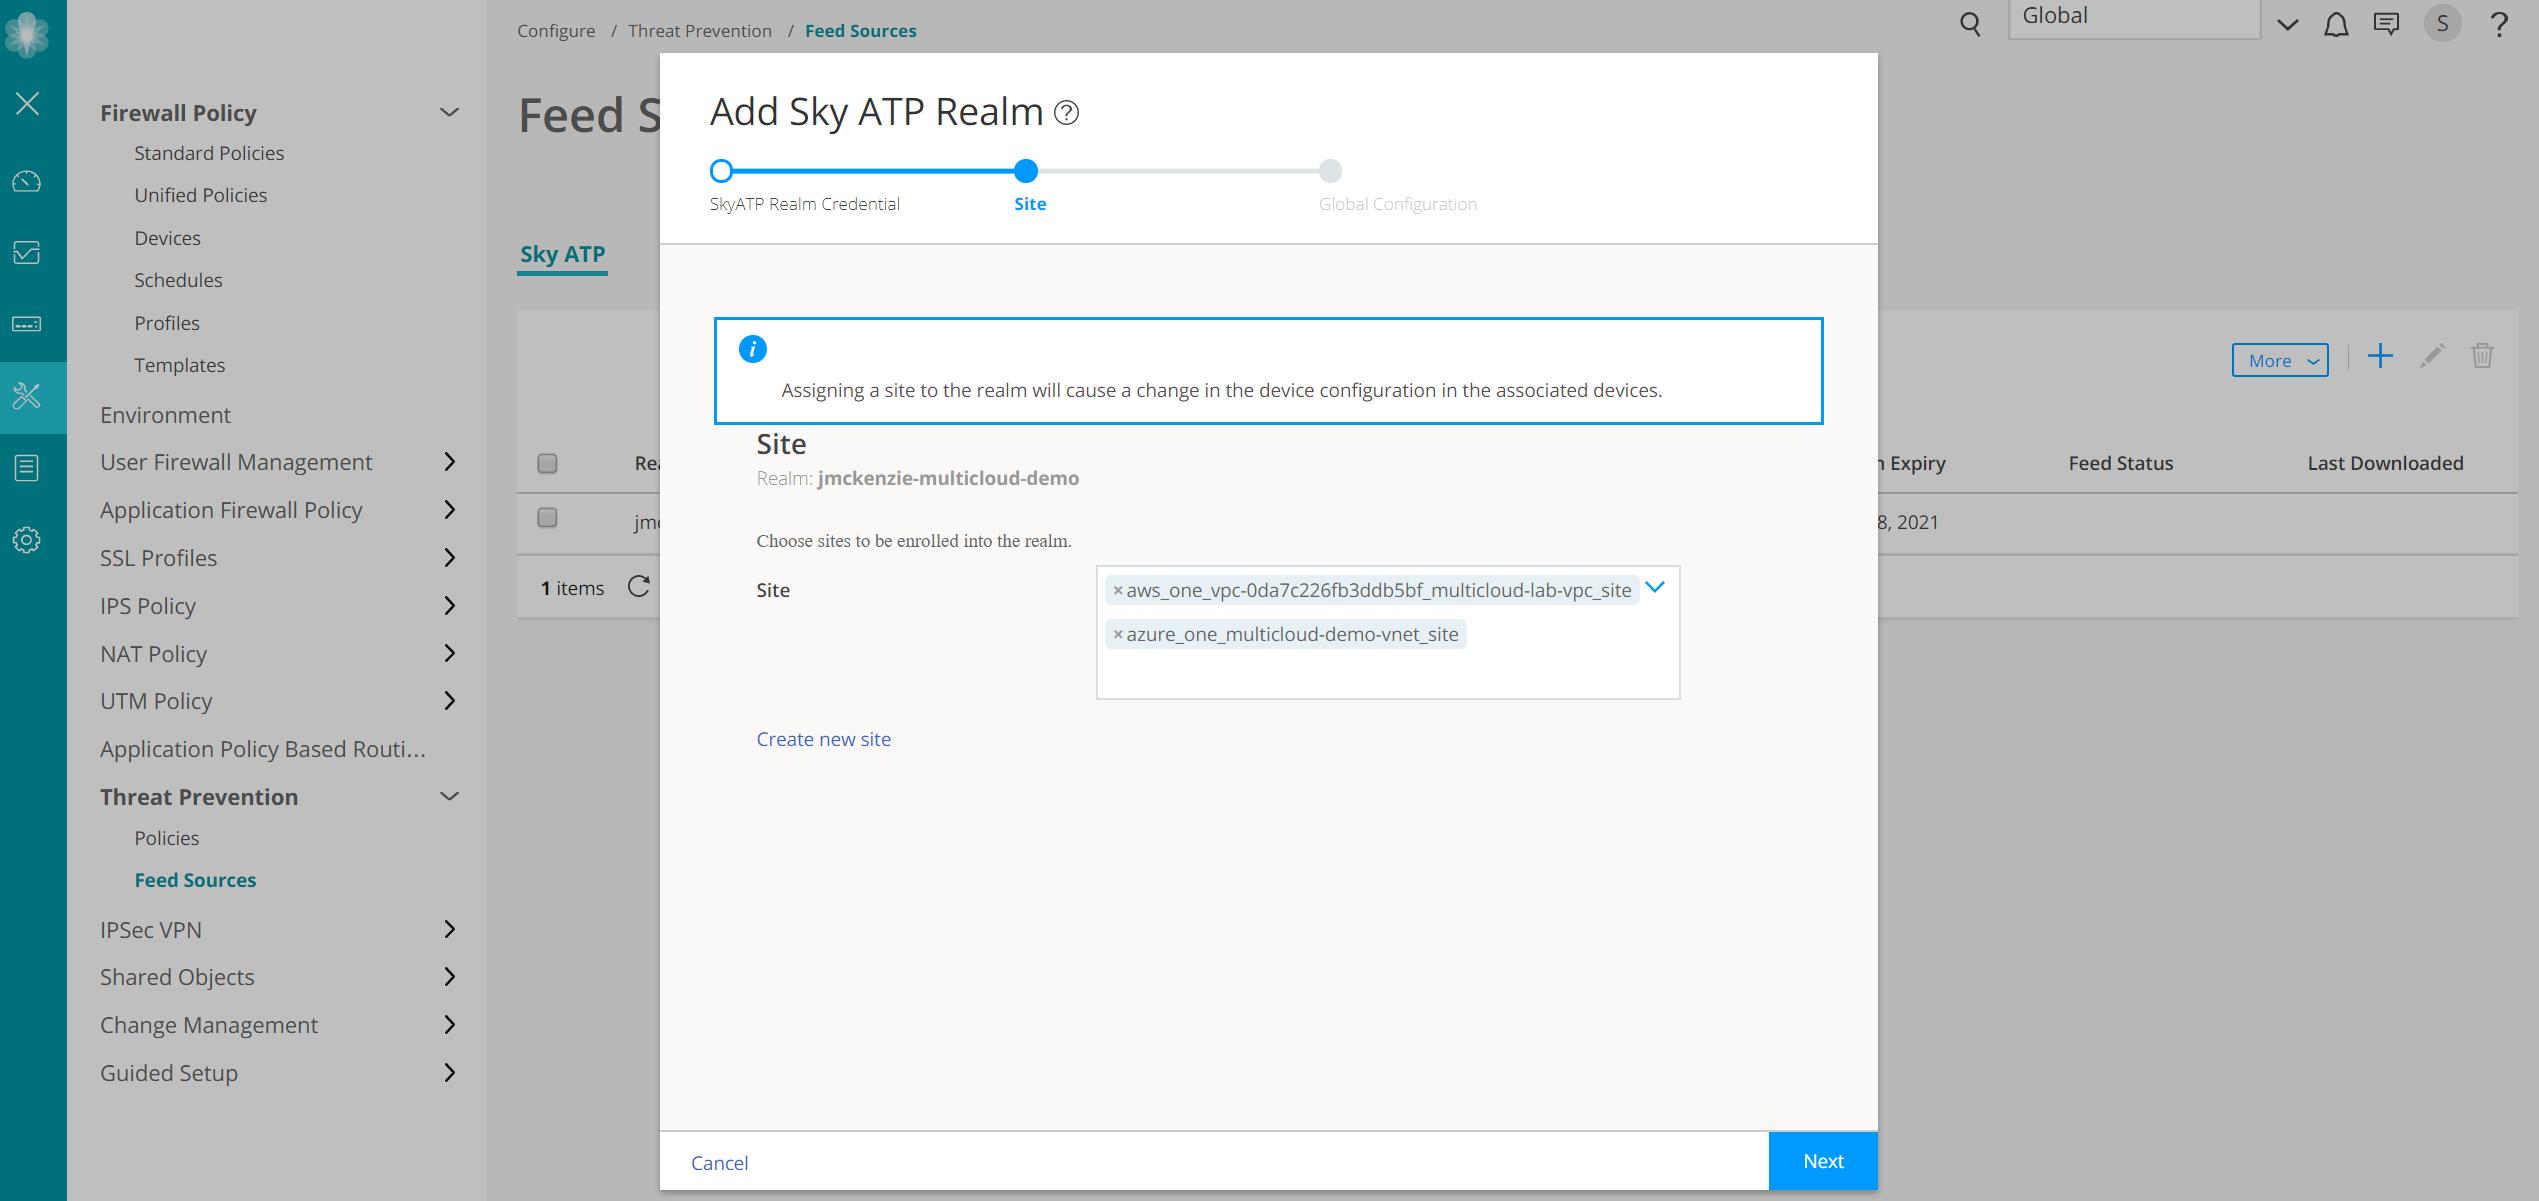 Configure / Threat Prevention / Feed Sources
Global
S
?
Firewall Policy
Standard Policies
Unified Policies
Devices
Schedules
Profiles
Templates
Environment
User Firewall Management
Application Firewall Policy
SSL Profiles
IPS Policy
NAT Policy
UTM Policy
Application Policy Based Routi...
Threat Prevention
Policies
Feed Sources
IPSec VPN
Shared Objects
Change Management
Guided Setup
Feed S
Sky ATP
More
Expiry Feed Status Last Downloaded
8, 2021
1 items
Add Sky ATP Realm ?
SkyATP Realm Credential
Site
Global Configuration
i
Assigning a site to the realm will cause a change in the device configuration in the associated devices.
Site
Realm: jmckenzie-multicloud-demo
Choose sites to be enrolled into the realm.
Site
×aws_one_vpc-0da7c226fb3ddb5bf_multicloud-lab-vpc_site
×azure_one_multicloud-demo-vnet_site
Create new site
Cancel
Next